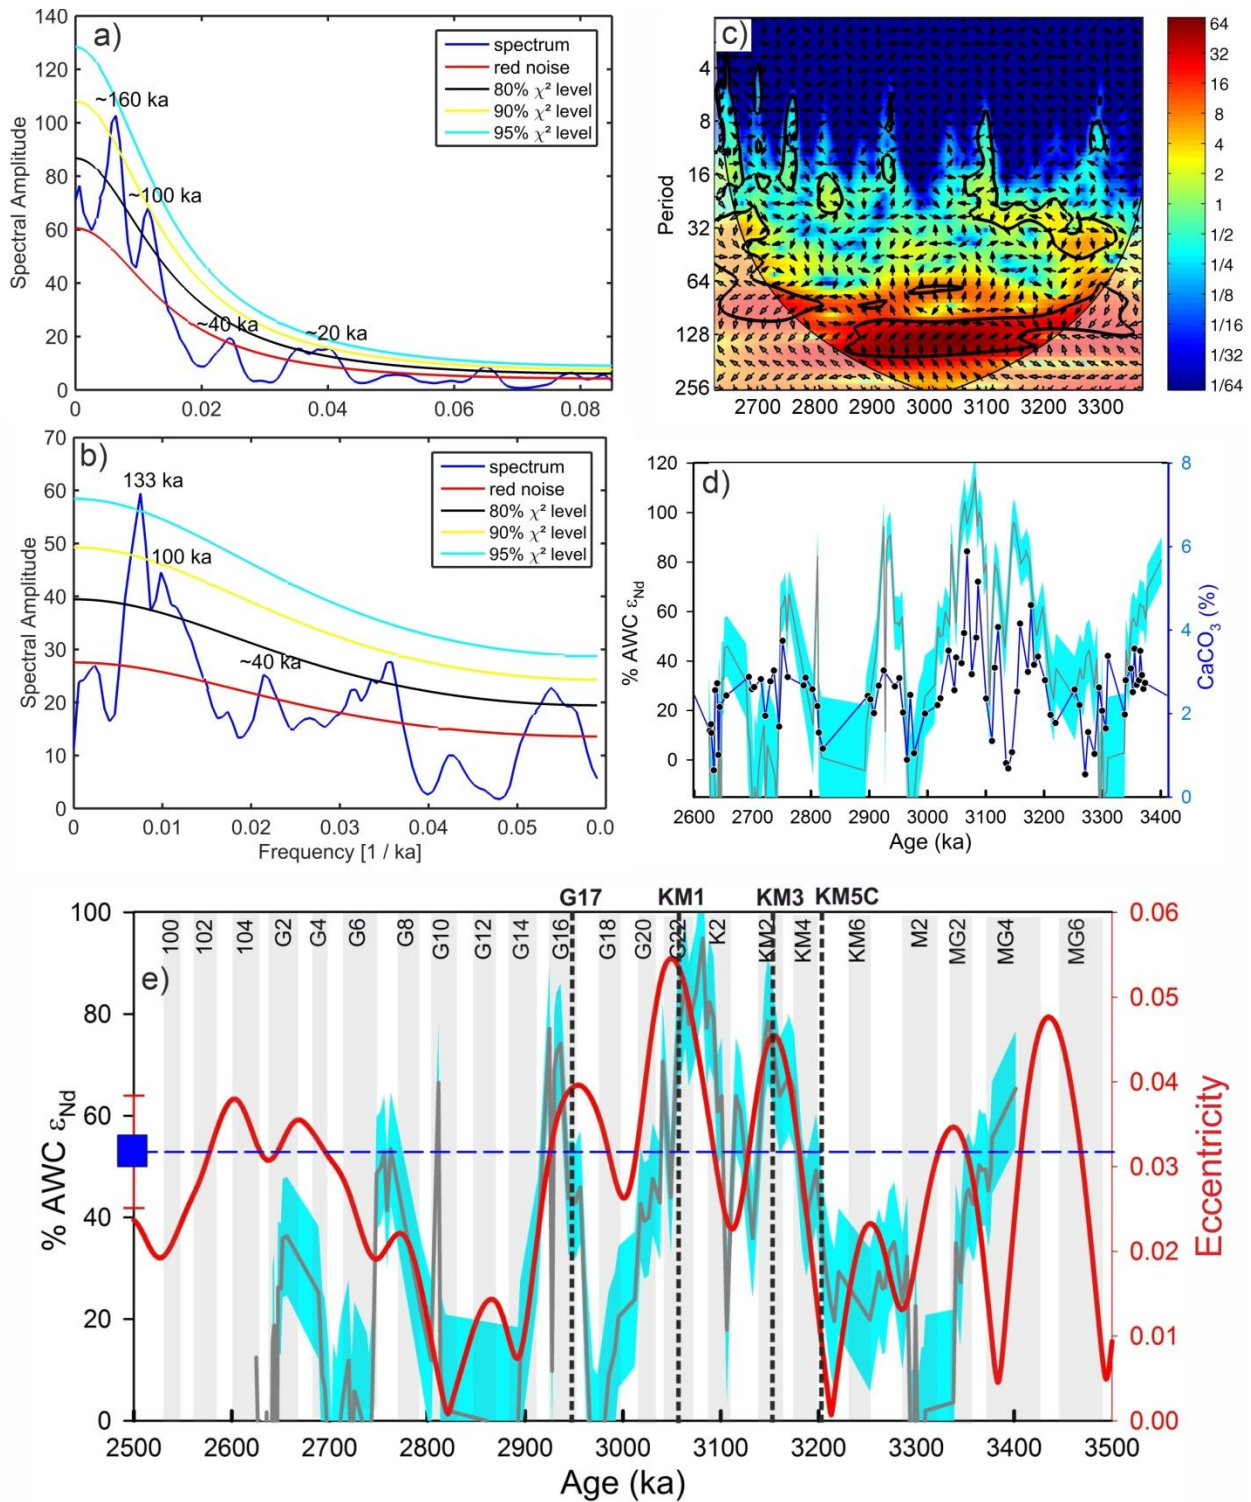 a)
140
120
100
80
60
40
20
0
Spectral Amplitude
~160 ka
~100 ka
~40 ka
~20 ka
spectrum
red noise
80% χ² level
90% χ² level
95% χ² level
0 0.02 0.04 0.06 0.08
c)
Period
4
8
16
32
64
128
256
2700 2800 2900 3000 3100 3200 3300
64
32
16
8
4
2
1
1/2
1/4
1/8
1/16
1/32
1/64
b)
70
60
50
40
30
20
10
0
Spectral Amplitude
133 ka
100 ka
~40 ka
spectrum
red noise
80% χ² level
90% χ² level
95% χ² level
0 0.01 0.02 0.03 0.04 0.05 0.0
Frequency [1 / ka]
d)
120
100
80
60
40
20
0
% AWC εNd
8
6
4
2
0
CaCO3 (%)
2600 2700 2800 2900 3000 3100 3200 3300 3400
Age (ka)
G17 KM1 KM3 KM5C
e)
100 102 104 G2 G4 G6 G8 G10 G12 G14 G16 G18 G20 G22 K2 KM2 KM4 KM6 M2 MG2 MG4 MG6
100
80
60
40
20
0
% AWC εNd
0.06
0.05
0.04
0.03
0.02
0.01
0.00
Eccentricity
2500 2600 2700 2800 2900 3000 3100 3200 3300 3400 3500
Age (ka)